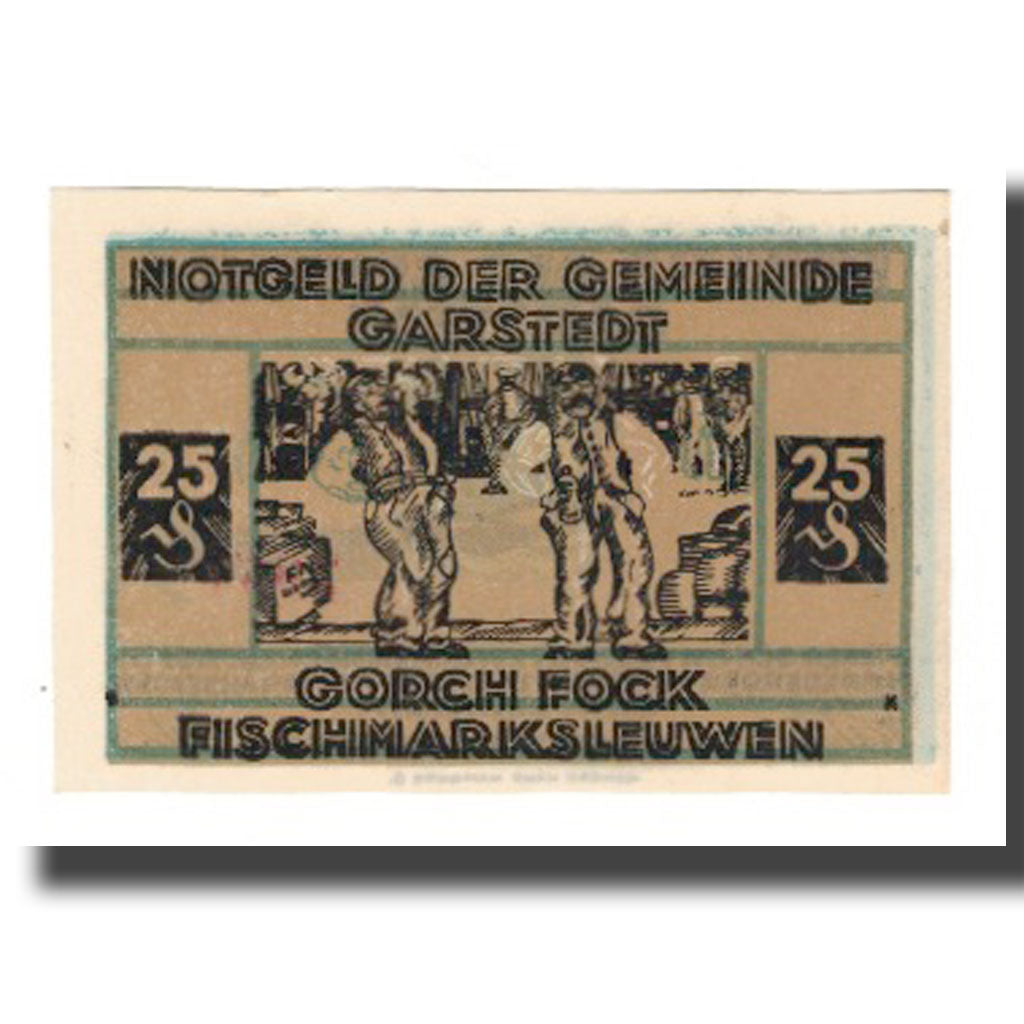 NOTGELD DER GEMEINDE
GARSTEDT
25 25
₰ ₰
GORCH FOCK
FISCHMARKSLEUWEN